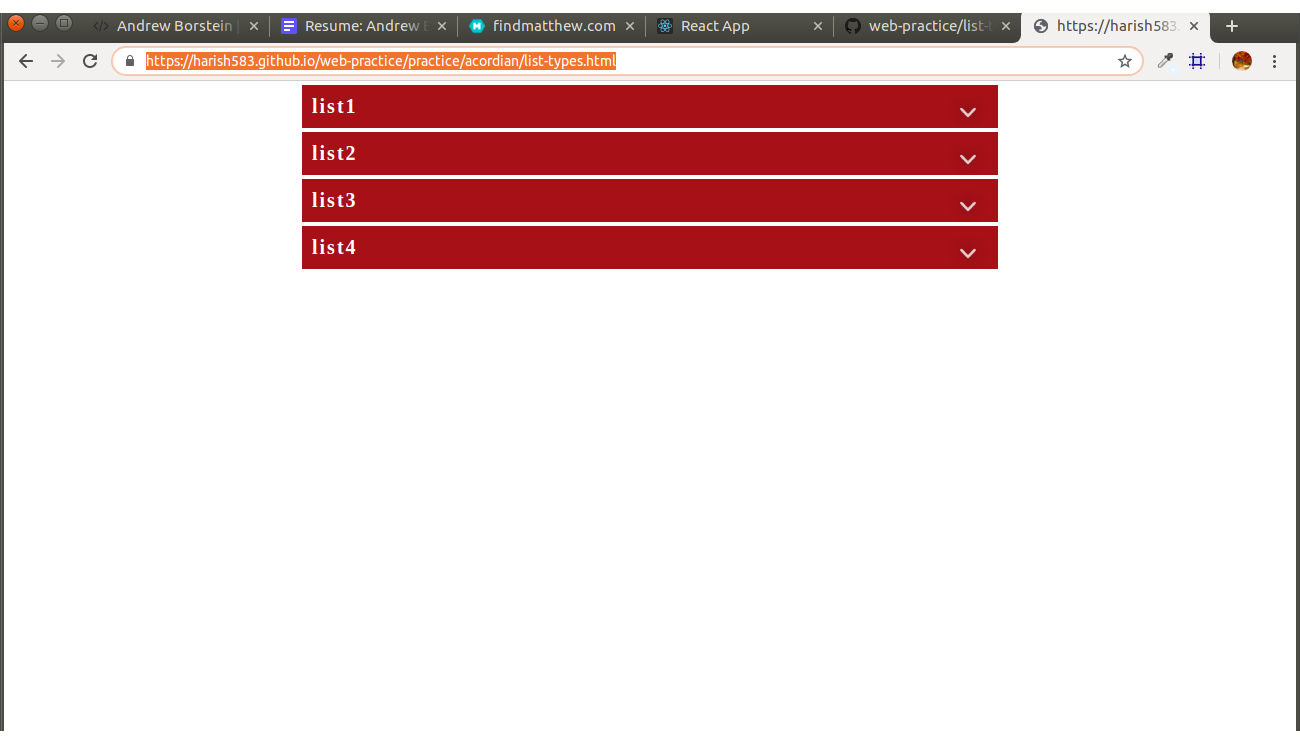 Andrew Borstein |
Resume: Andrew B
findmatthew.com
React App
web-practice/list-t
https://harish583.
https://harish583.github.io/web-practice/practice/acordian/list-types.html
list1
list2
list3
list4